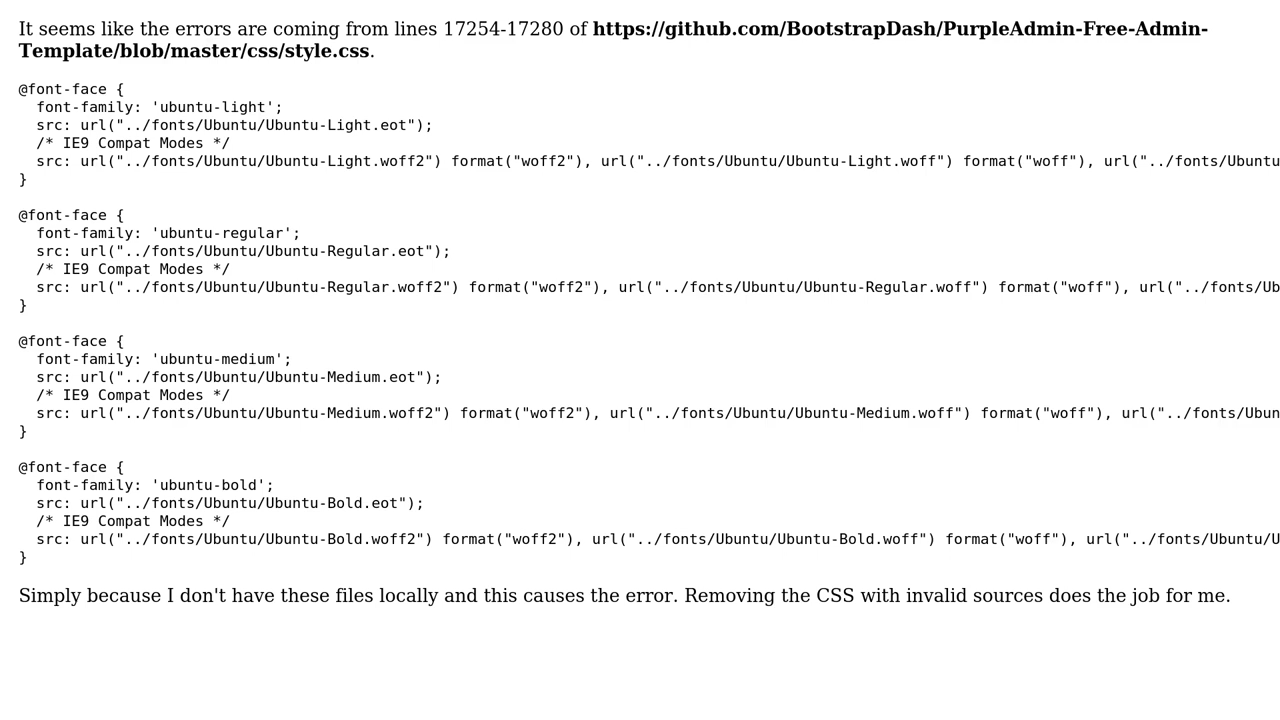 It seems like the errors are coming from lines 17254-17280 of https://github.com/BootstrapDash/PurpleAdmin-Free-Admin-
Template/blob/master/css/style.css.
@font-face {
  font-family: 'ubuntu-light';
  src: url("../fonts/Ubuntu/Ubuntu-Light.eot");
  /* IE9 Compat Modes */
  src: url("../fonts/Ubuntu/Ubuntu-Light.woff2") format("woff2"), url("../fonts/Ubuntu/Ubuntu-Light.woff") format("woff"), url("../fonts/Ubuntu
}
@font-face {
  font-family: 'ubuntu-regular';
  src: url("../fonts/Ubuntu/Ubuntu-Regular.eot");
  /* IE9 Compat Modes */
  src: url("../fonts/Ubuntu/Ubuntu-Regular.woff2") format("woff2"), url("../fonts/Ubuntu/Ubuntu-Regular.woff") format("woff"), url("../fonts/Ub
}
@font-face {
  font-family: 'ubuntu-medium';
  src: url("../fonts/Ubuntu/Ubuntu-Medium.eot");
  /* IE9 Compat Modes */
  src: url("../fonts/Ubuntu/Ubuntu-Medium.woff2") format("woff2"), url("../fonts/Ubuntu/Ubuntu-Medium.woff") format("woff"), url("../fonts/Ubun
}
@font-face {
  font-family: 'ubuntu-bold';
  src: url("../fonts/Ubuntu/Ubuntu-Bold.eot");
  /* IE9 Compat Modes */
  src: url("../fonts/Ubuntu/Ubuntu-Bold.woff2") format("woff2"), url("../fonts/Ubuntu/Ubuntu-Bold.woff") format("woff"), url("../fonts/Ubuntu/U
}
Simply because I don't have these files locally and this causes the error. Removing the CSS with invalid sources does the job for me.